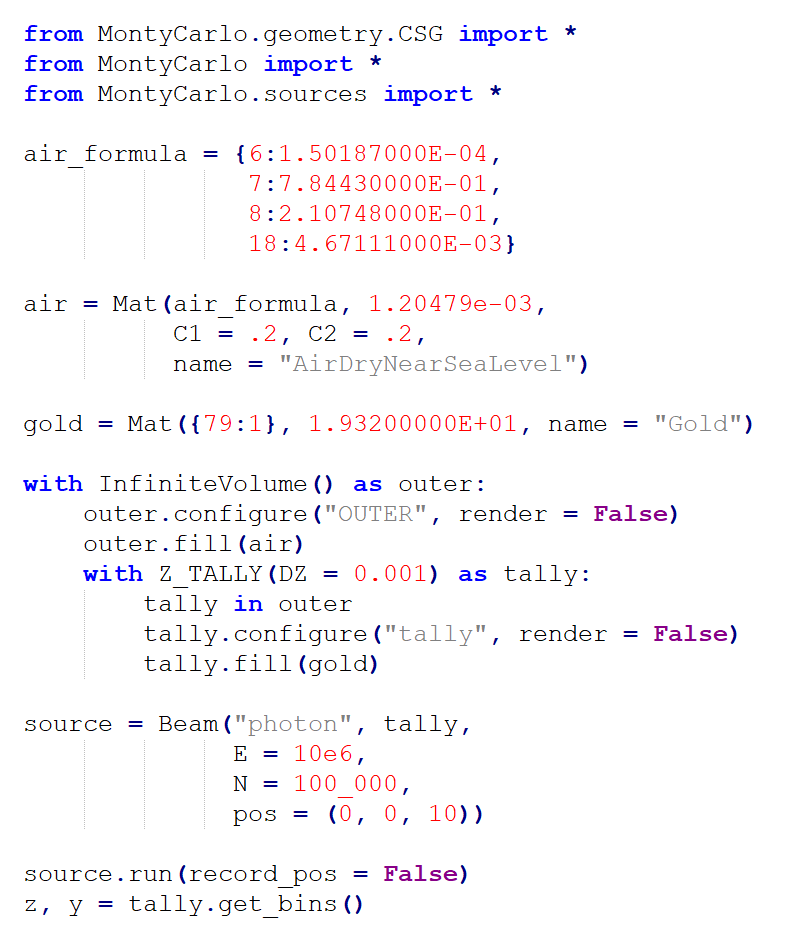 from MontyCarlo.geometry.CSG import *
from MontyCarlo import *
from MontyCarlo.sources import *
air_formula = {6:1.50187000E-04,
7:7.84430000E-01,
8:2.10748000E-01,
18:4.67111000E-03}
air = Mat(air_formula, 1.20479e-03,
C1 = .2, C2 = .2,
name = "AirDryNearSeaLevel")
gold = Mat({79:1}, 1.93200000E+01, name = "Gold")
with InfiniteVolume() as outer:
outer.configure("OUTER", render = False)
outer.fill(air)
with Z_TALLY(DZ = 0.001) as tally:
tally in outer
tally.configure("tally", render = False)
tally.fill(gold)
source = Beam("photon", tally,
E = 10e6,
N = 100_000,
pos = (0, 0, 10))
source.run(record_pos = False)
z, y = tally.get_bins()